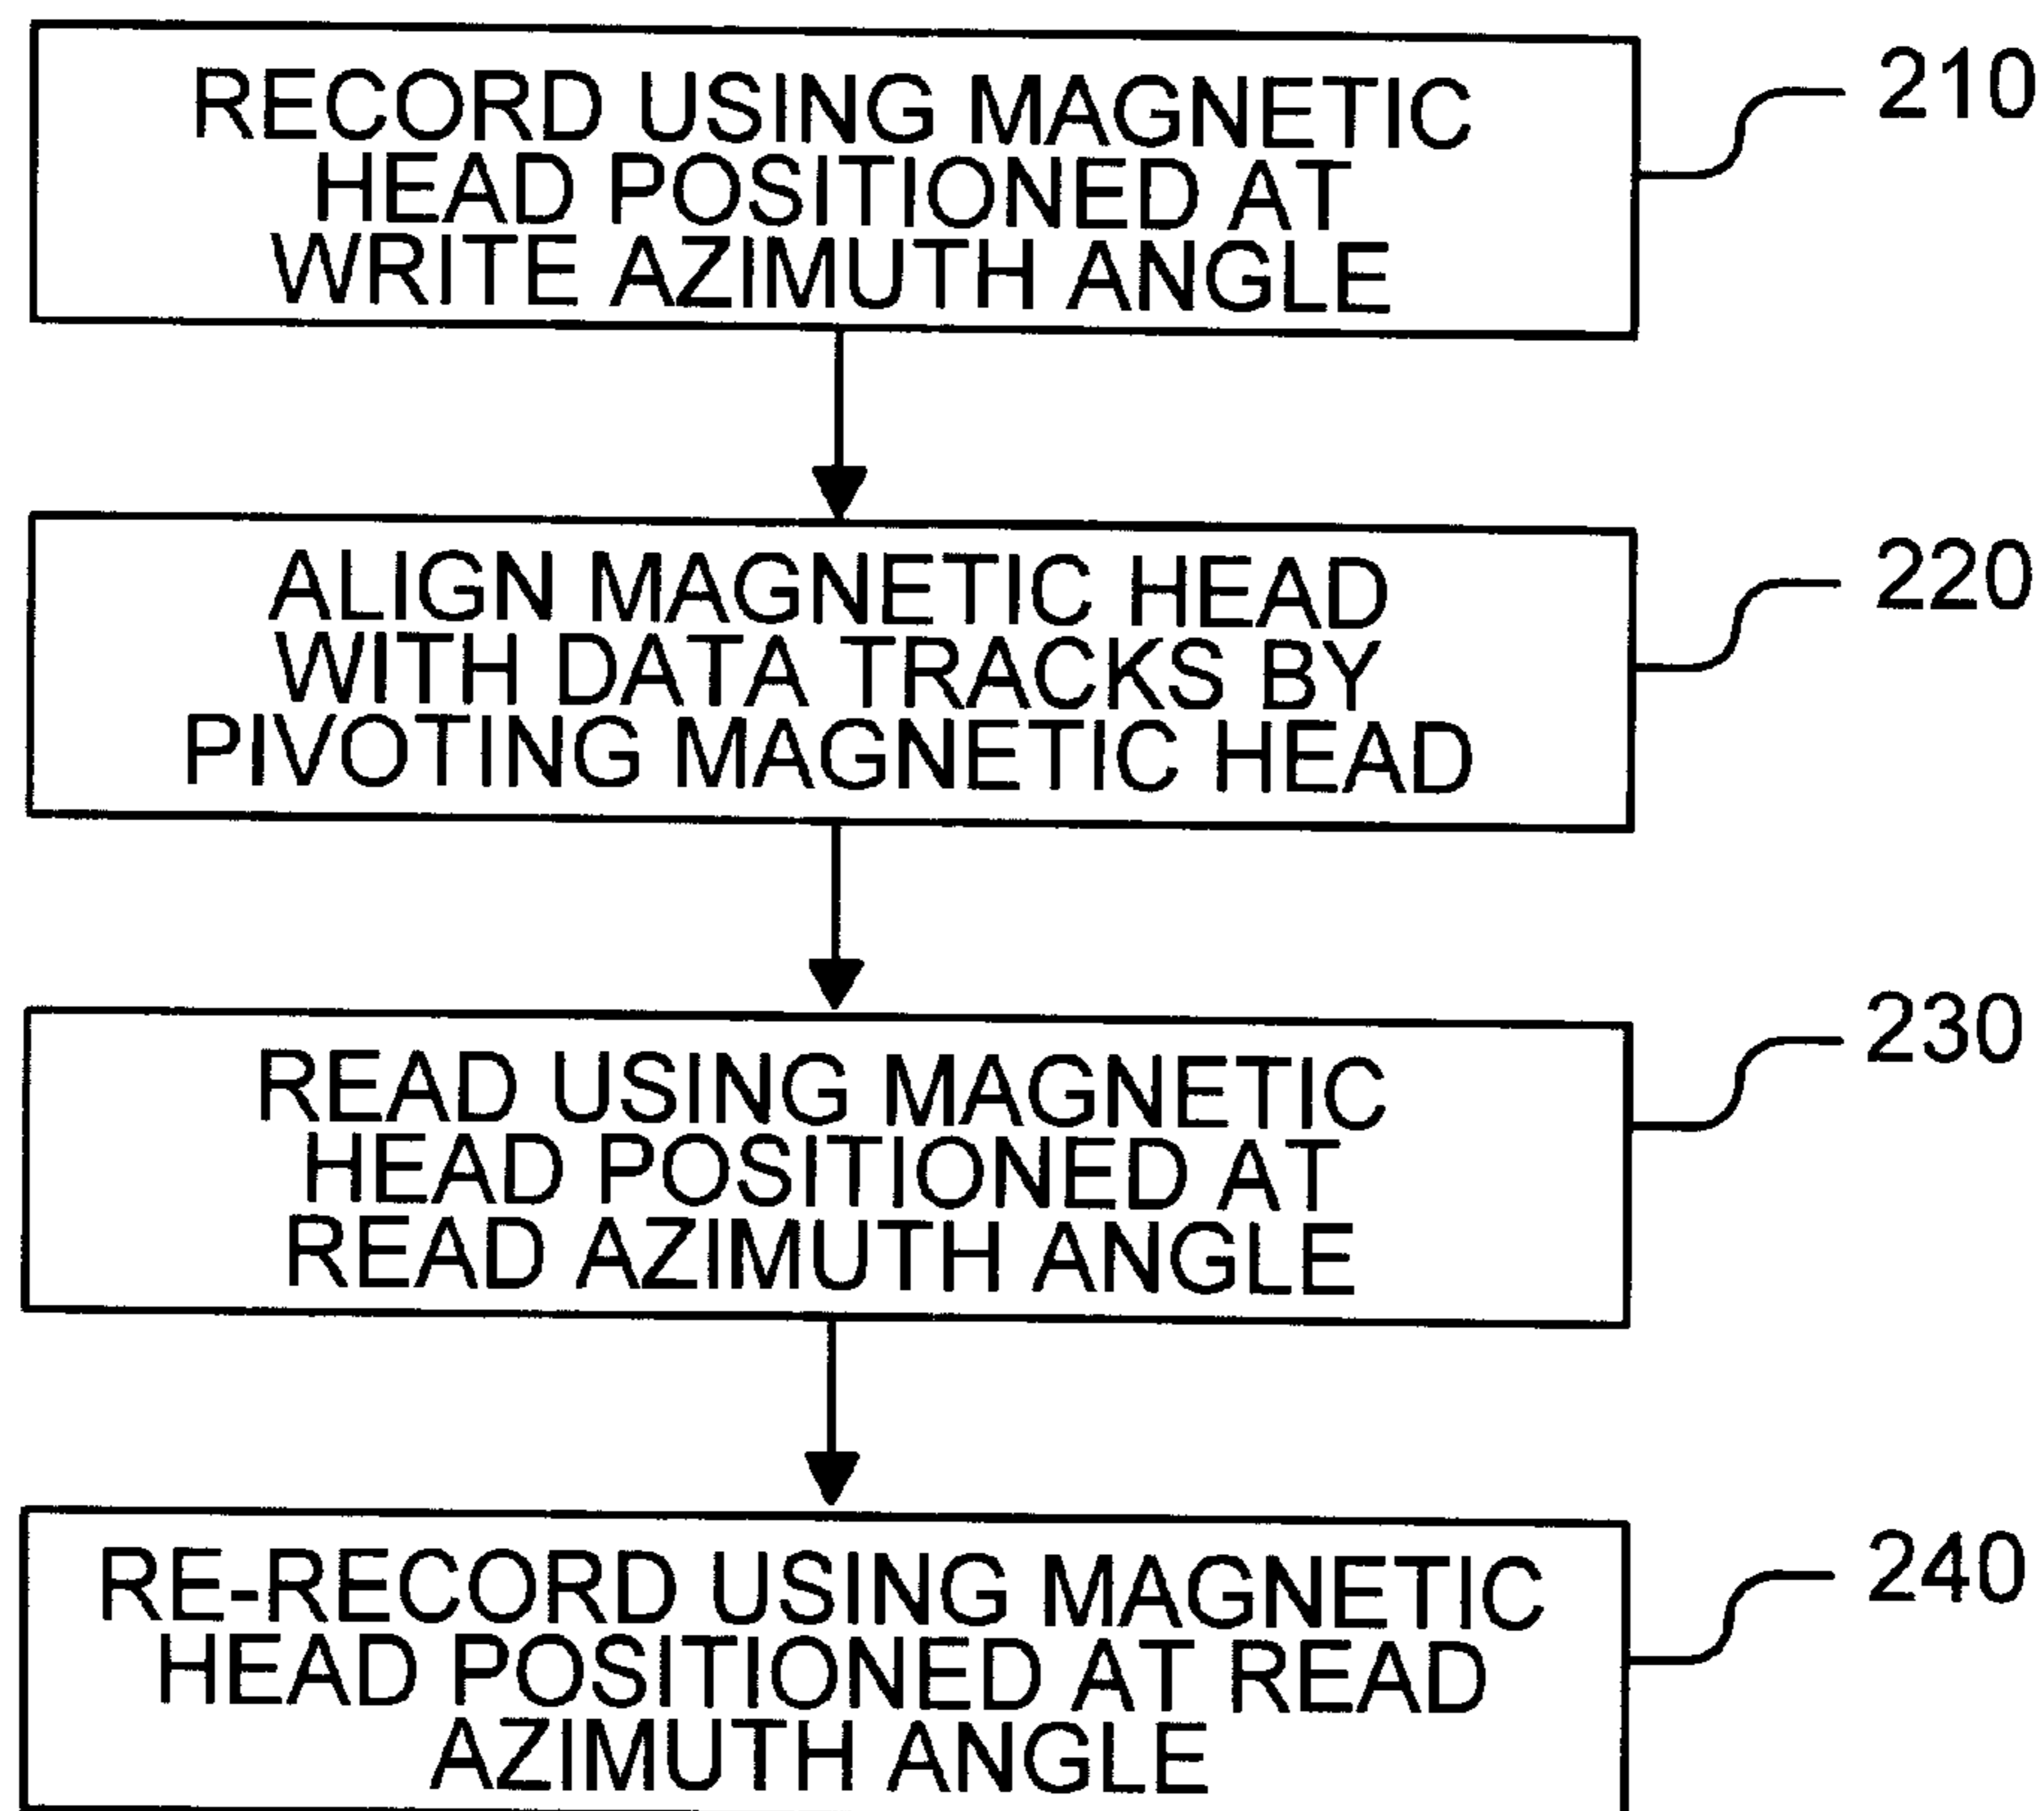 RECORD USING MAGNETIC
HEAD POSITIONED AT
WRITE AZIMUTH ANGLE
210
ALIGN MAGNETIC HEAD
WITH DATA TRACKS BY
PIVOTING MAGNETIC HEAD
220
READ USING MAGNETIC
HEAD POSITIONED AT
READ AZIMUTH ANGLE
230
RE-RECORD USING MAGNETIC
HEAD POSITIONED AT READ
AZIMUTH ANGLE
240